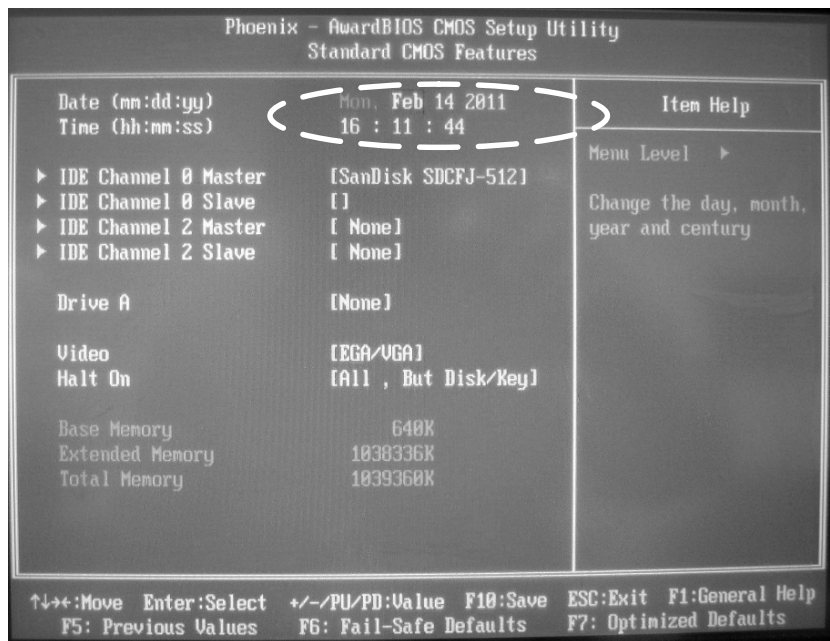 Phoenix - AwardBIOS CMOS Setup Utility
Standard CMOS Features
Date (mm:dd:yy) Mon, Feb 14 2011
Time (hh:mm:ss) 16 : 11 : 44
Item Help
Menu Level ▶
Change the day, month,
year and century
▶ IDE Channel 0 Master [SanDisk SDCFJ-512]
▶ IDE Channel 0 Slave []
▶ IDE Channel 2 Master [ None]
▶ IDE Channel 2 Slave [ None]
Drive A [None]
Video [EGA/VGA]
Halt On [All , But Disk/Key]
Base Memory 640K
Extended Memory 1038336K
Total Memory 1039360K
↑↓→←:Move Enter:Select +/-/PU/PD:Value F10:Save ESC:Exit F1:General Help
F5: Previous Values F6: Fail-Safe Defaults F7: Optimized Defaults